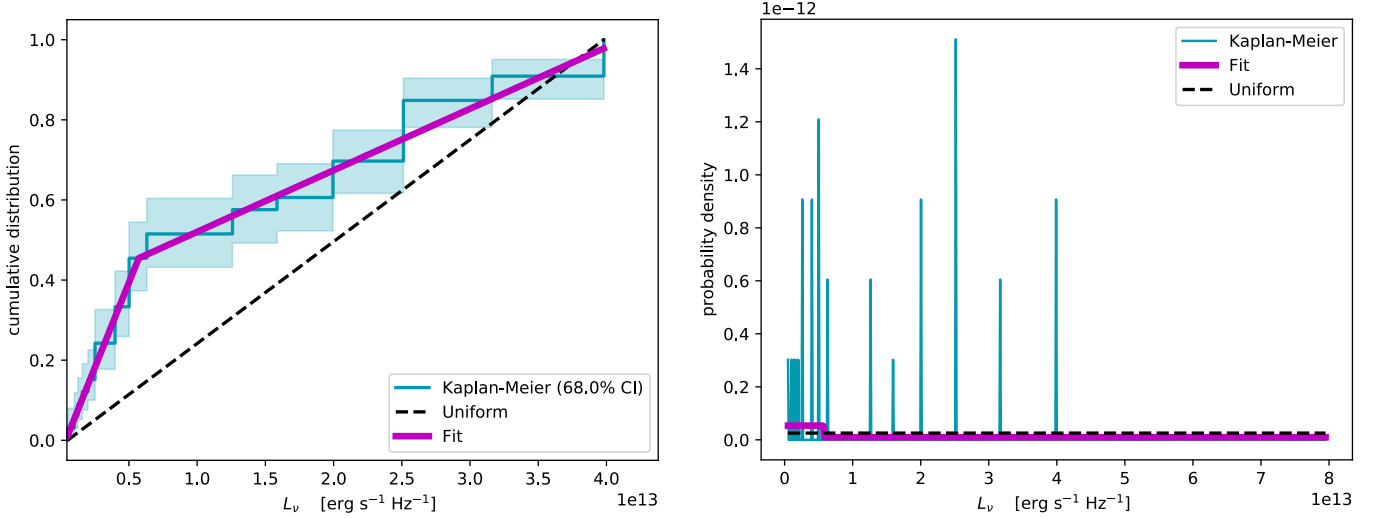 1.0
0.8
0.6
0.4
0.2
0.0
cumulative distribution
Kaplan-Meier (68.0% CI)
Uniform
Fit
0.5 1.0 1.5 2.0 2.5 3.0 3.5 4.0
1e13
L_ν [erg s⁻¹ Hz⁻¹]
1e−12
1.4
1.2
1.0
0.8
0.6
0.4
0.2
0.0
probability density
Kaplan-Meier
Fit
Uniform
0 1 2 3 4 5 6 7 8
1e13
L_ν [erg s⁻¹ Hz⁻¹]